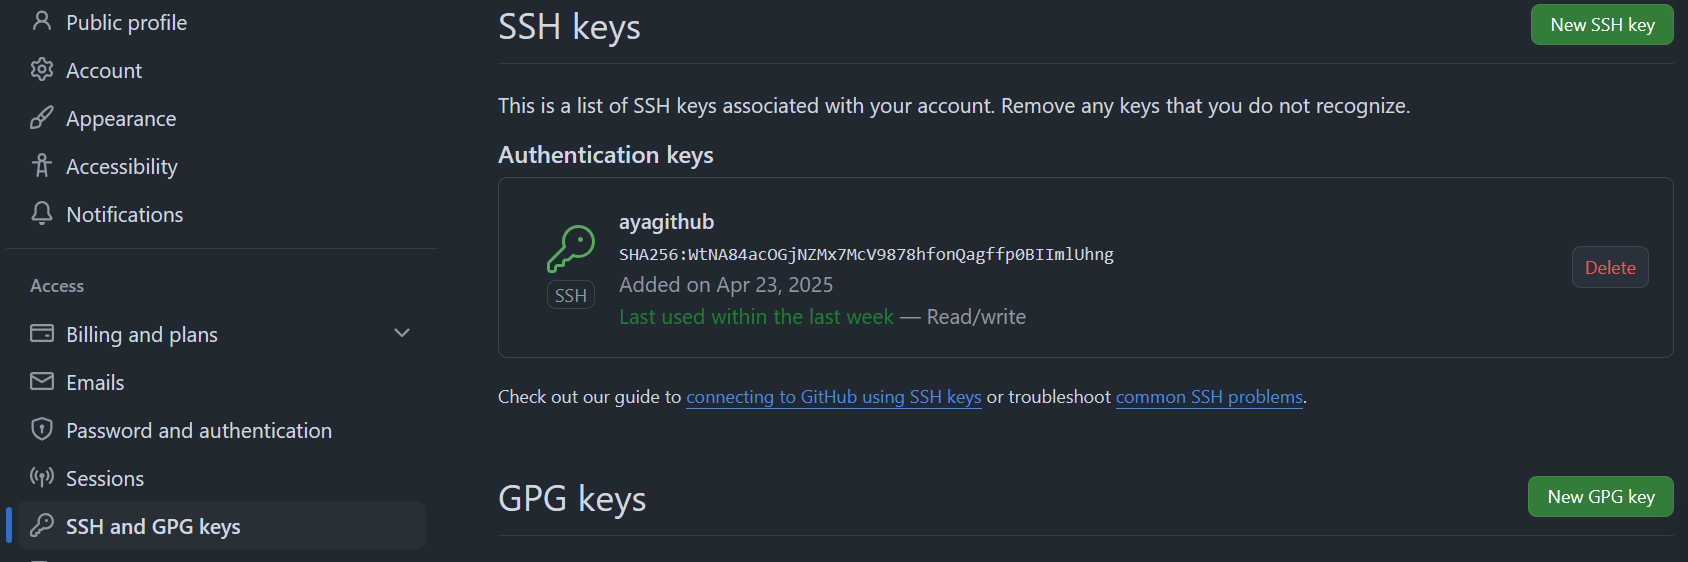 Public profile
Account
Appearance
Accessibility
Notifications
Access
Billing and plans
Emails
Password and authentication
Sessions
SSH and GPG keys
SSH keys
New SSH key
This is a list of SSH keys associated with your account. Remove any keys that you do not recognize.
Authentication keys
ayagithub
SHA256:WtNA84acOGjNZMx7McV9878hfonQagffp0BIImlUhng
Added on Apr 23, 2025
Last used within the last week — Read/write
SSH
Delete
Check out our guide to connecting to GitHub using SSH keys or troubleshoot common SSH problems.
GPG keys
New GPG key